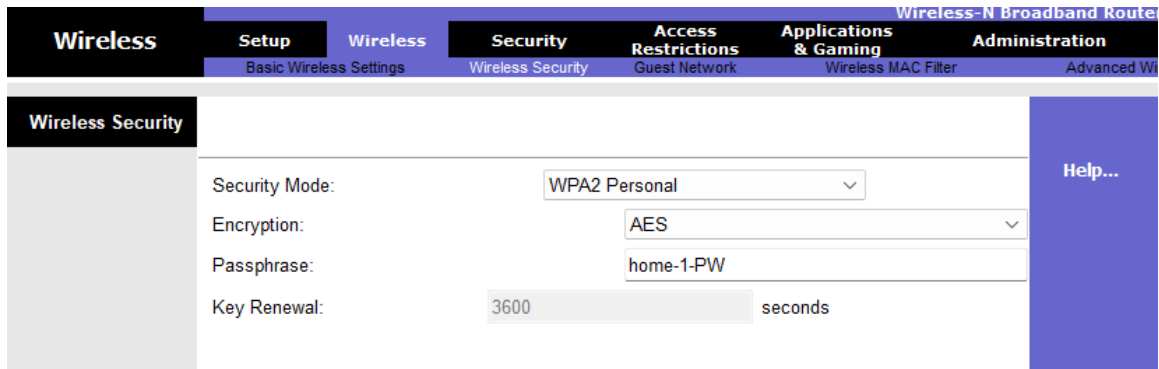 Wireless-N Broadband Router
Wireless
Setup Wireless Security Access Restrictions Applications & Gaming Administration
Basic Wireless Settings Wireless Security Guest Network Wireless MAC Filter Advanced Wi
Wireless Security
Help...
Security Mode: WPA2 Personal
Encryption: AES
Passphrase: home-1-PW
Key Renewal: 3600 seconds